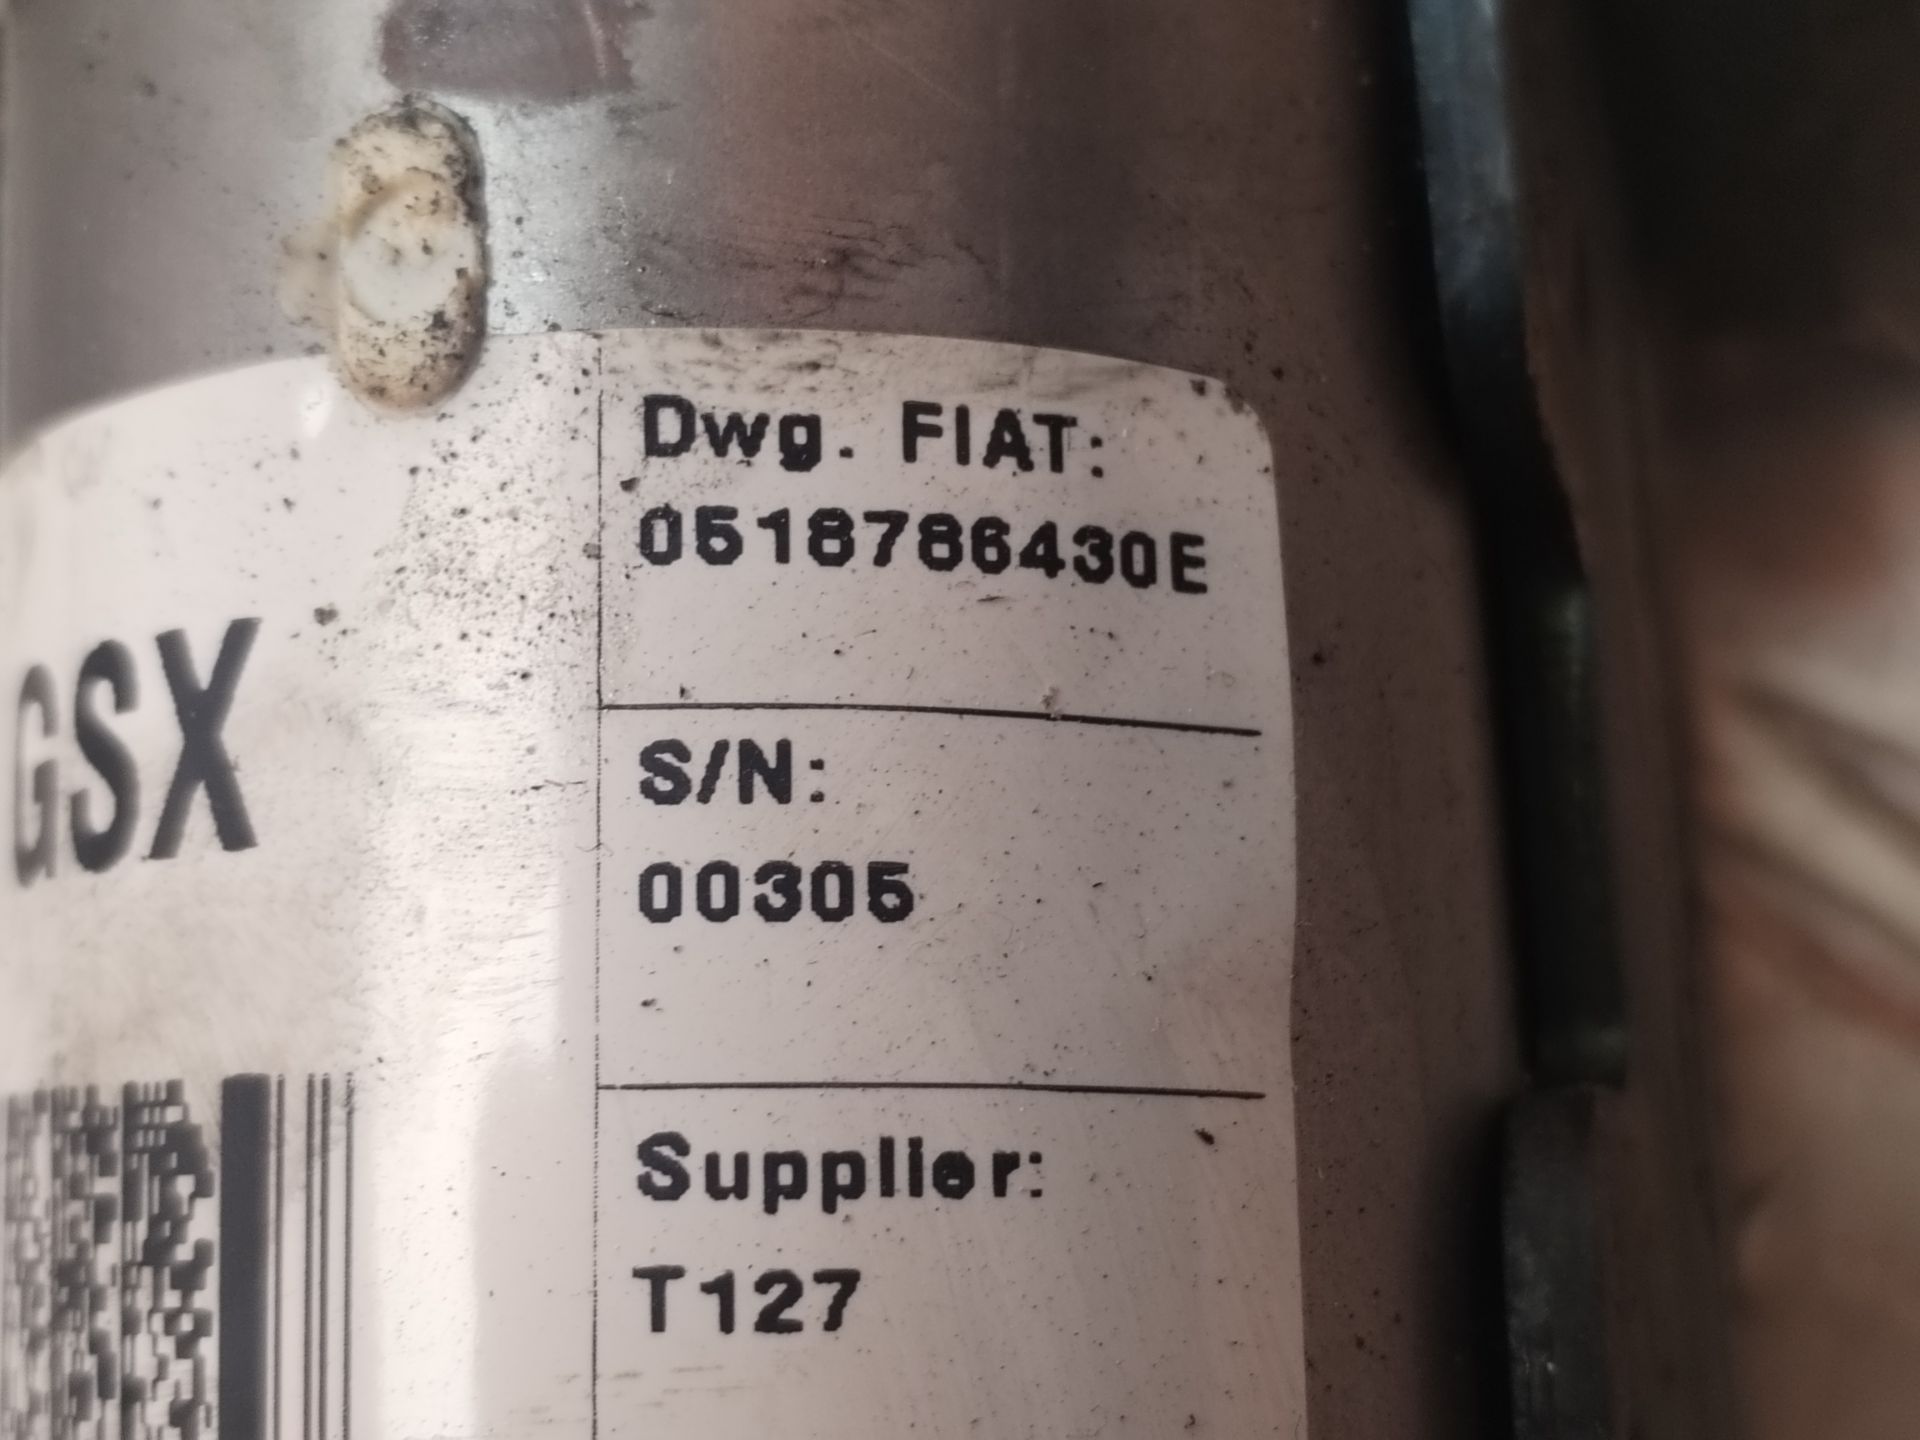 GSX
Dwg. FIAT:
0518786430E
S/N:
00305
Supplier:
T127